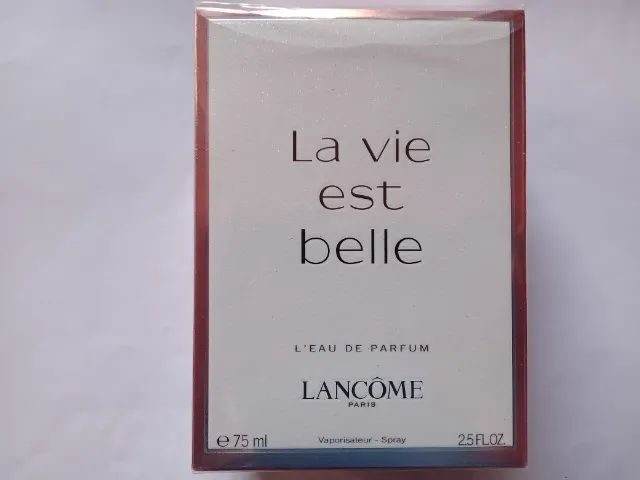 La vie
est
belle
L'EAU DE PARFUM
LANCÔME
PARIS
℮ 75 ml Vaporisateur - Spray 2.5 FL.OZ.